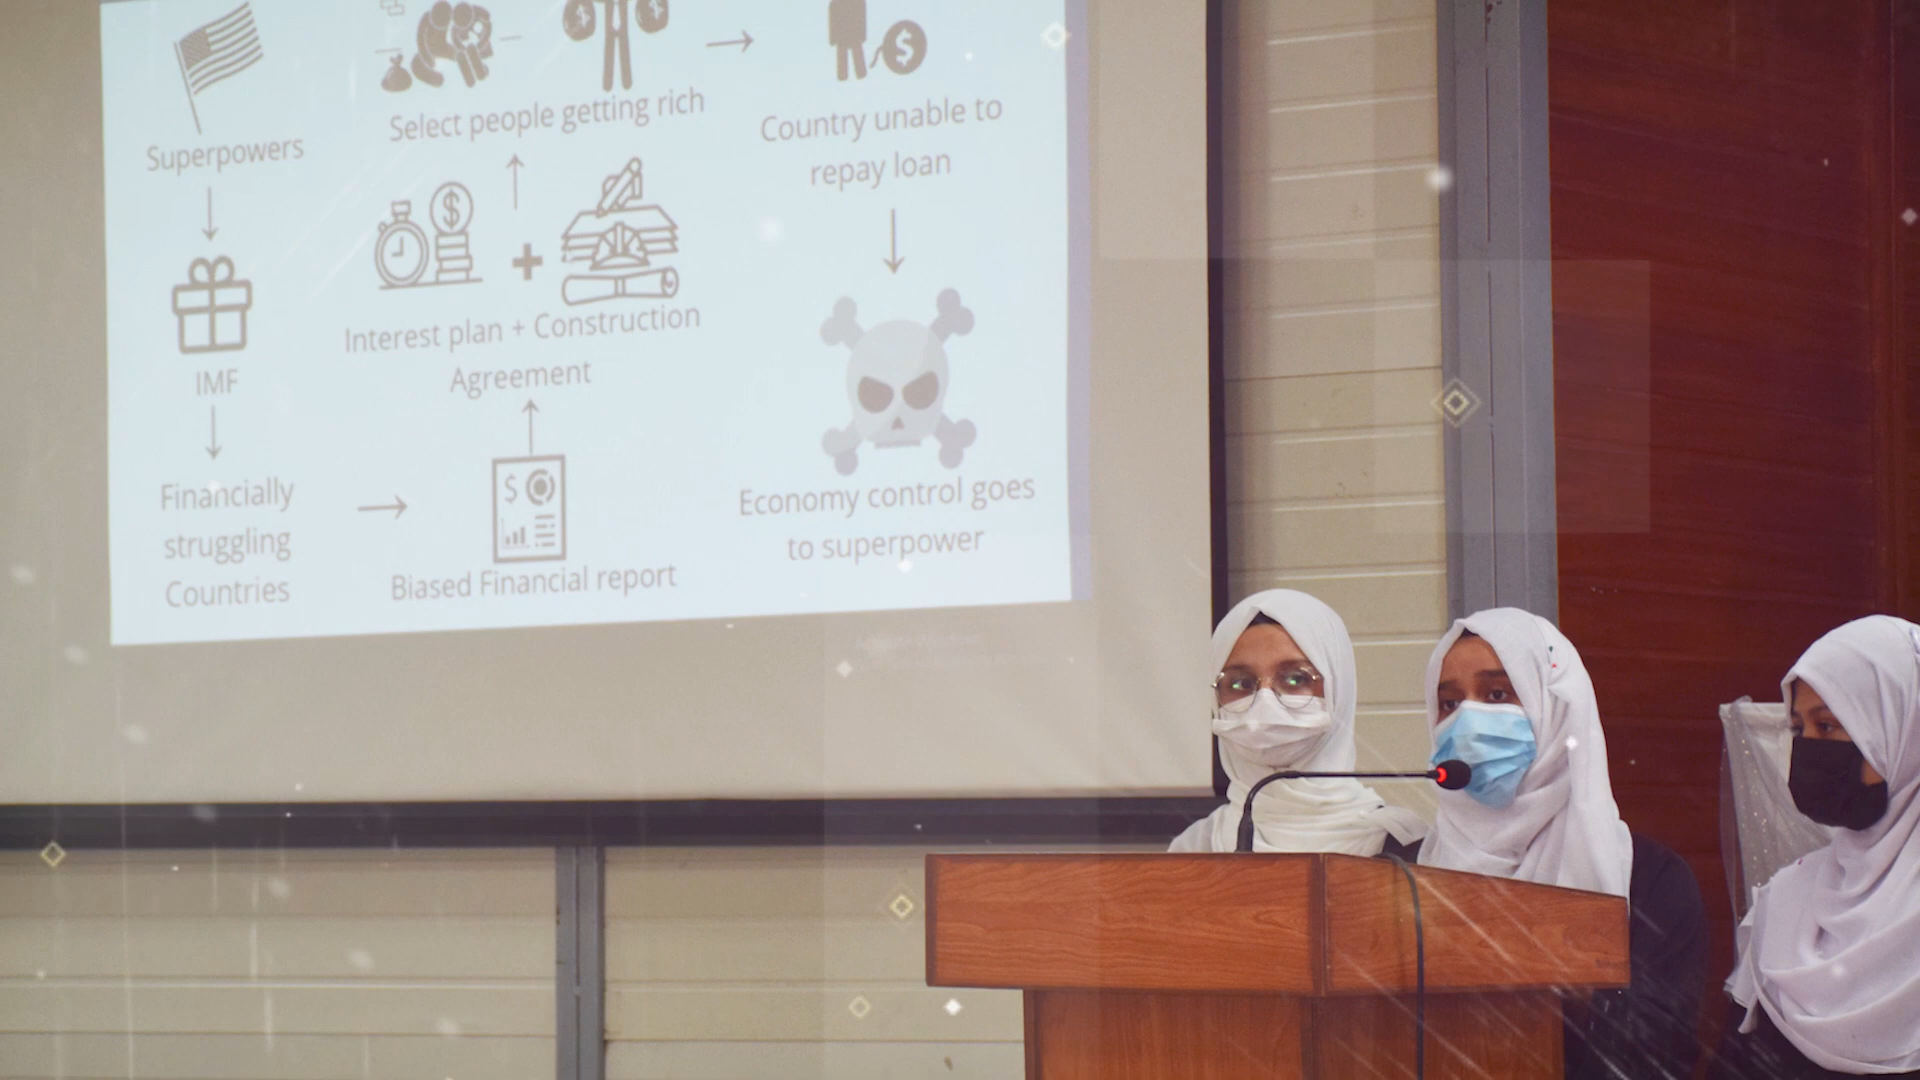 Superpowers
IMF
Financially
struggling
Countries
Biased Financial report
Interest plan + Construction
Agreement
Select people getting rich
Country unable to
repay loan
Economy control goes
to superpower